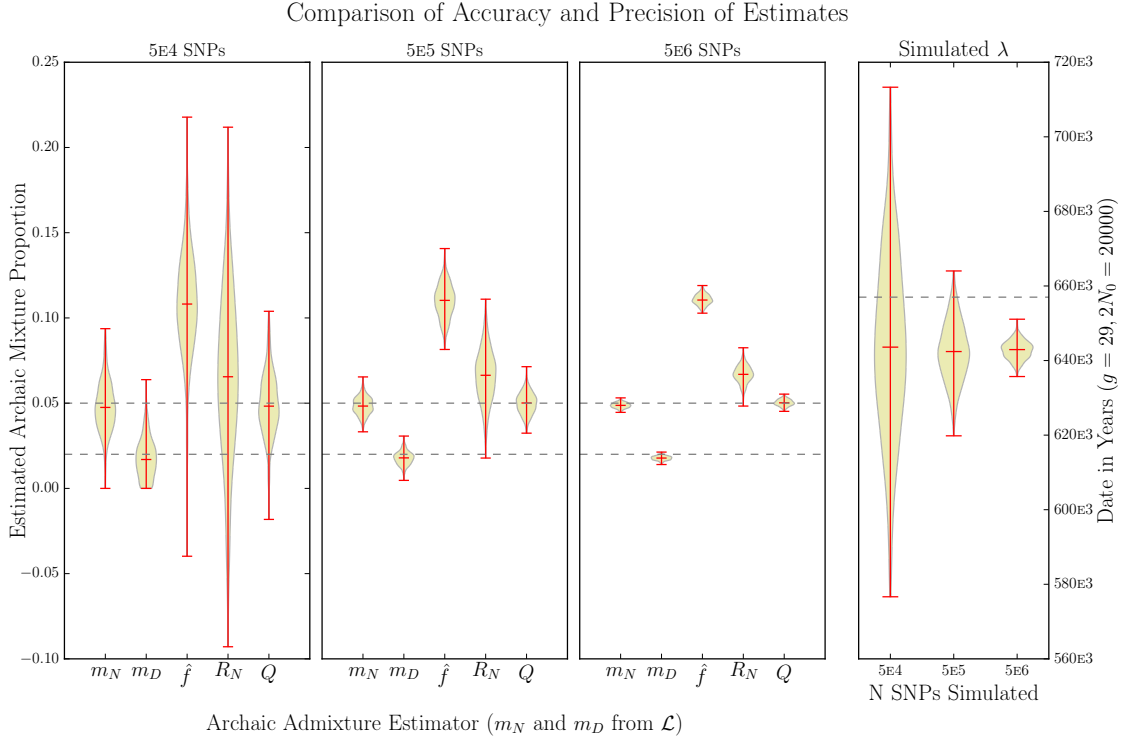 Comparison of Accuracy and Precision of Estimates
5E4 SNPs
5E5 SNPs
5E6 SNPs
Simulated λ
Estimated Archaic Mixture Proportion
0.25
0.20
0.15
0.10
0.05
0.00
−0.05
−0.10
m_N m_D f̂ R_N Q
m_N m_D f̂ R_N Q
m_N m_D f̂ R_N Q
Archaic Admixture Estimator (m_N and m_D from ℒ)
5E4 5E5 5E6
N SNPs Simulated
720E3
700E3
680E3
660E3
640E3
620E3
600E3
580E3
560E3
Date in Years (g = 29, 2N_0 = 20000)